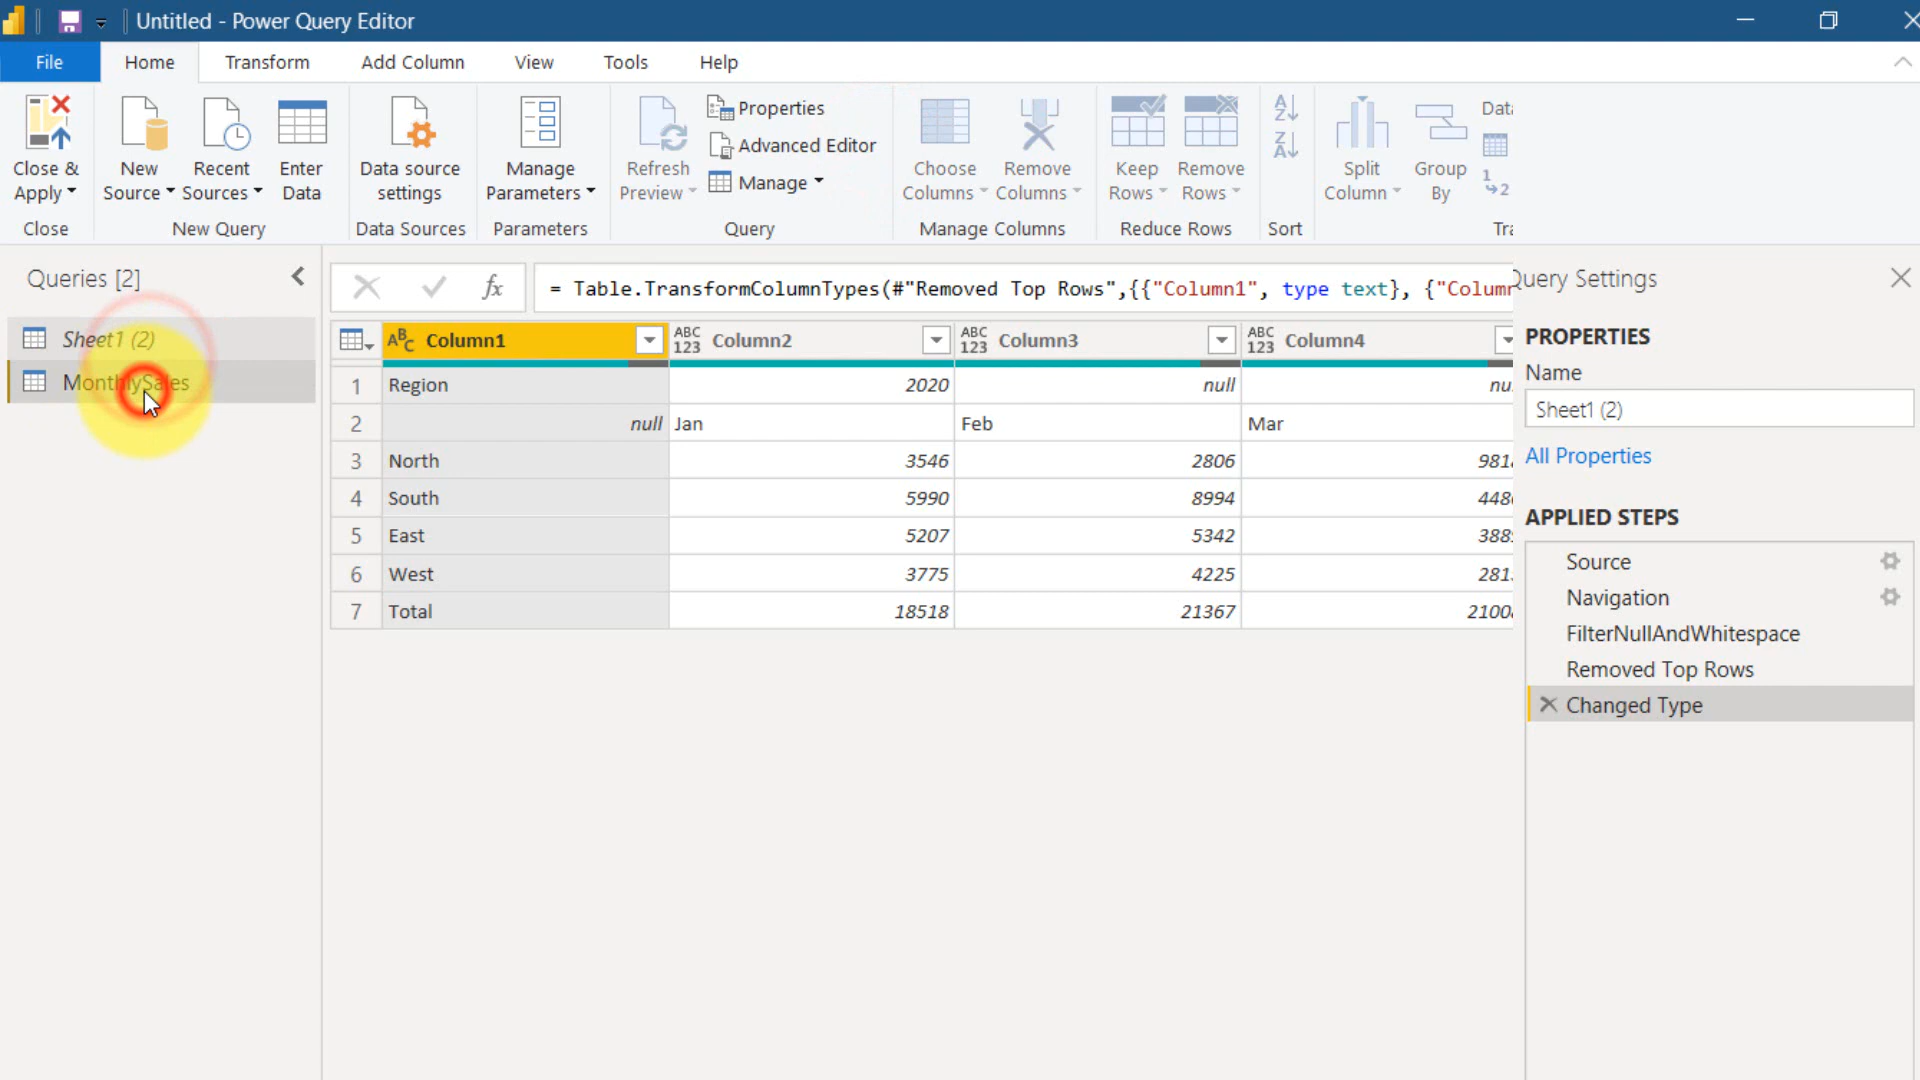 Untitled - Power Query Editor
File Home Transform Add Column View Tools Help
Close & Apply
New Source
Recent Sources
Enter Data
Data source settings
Manage Parameters
Refresh Preview
Properties
Advanced Editor
Manage
Choose Columns
Remove Columns
Keep Rows
Remove Rows
Split Column
Group By
Close New Query Data Sources Parameters Query Manage Columns Reduce Rows Sort
Queries [2]
Sheet1 (2)
MonthlySales
fx = Table.TransformColumnTypes(#"Removed Top Rows",{{"Column1", type text}, {"Colum
Column1 Column2 Column3 Column4
1 Region 2020 null
2 null Jan Feb Mar
3 North 3546 2806
4 South 5990 8994
5 East 5207 5342
6 West 3775 4225
7 Total 18518 21367
Query Settings
PROPERTIES
Name
Sheet1 (2)
All Properties
APPLIED STEPS
Source
Navigation
FilterNullAndWhitespace
Removed Top Rows
Changed Type